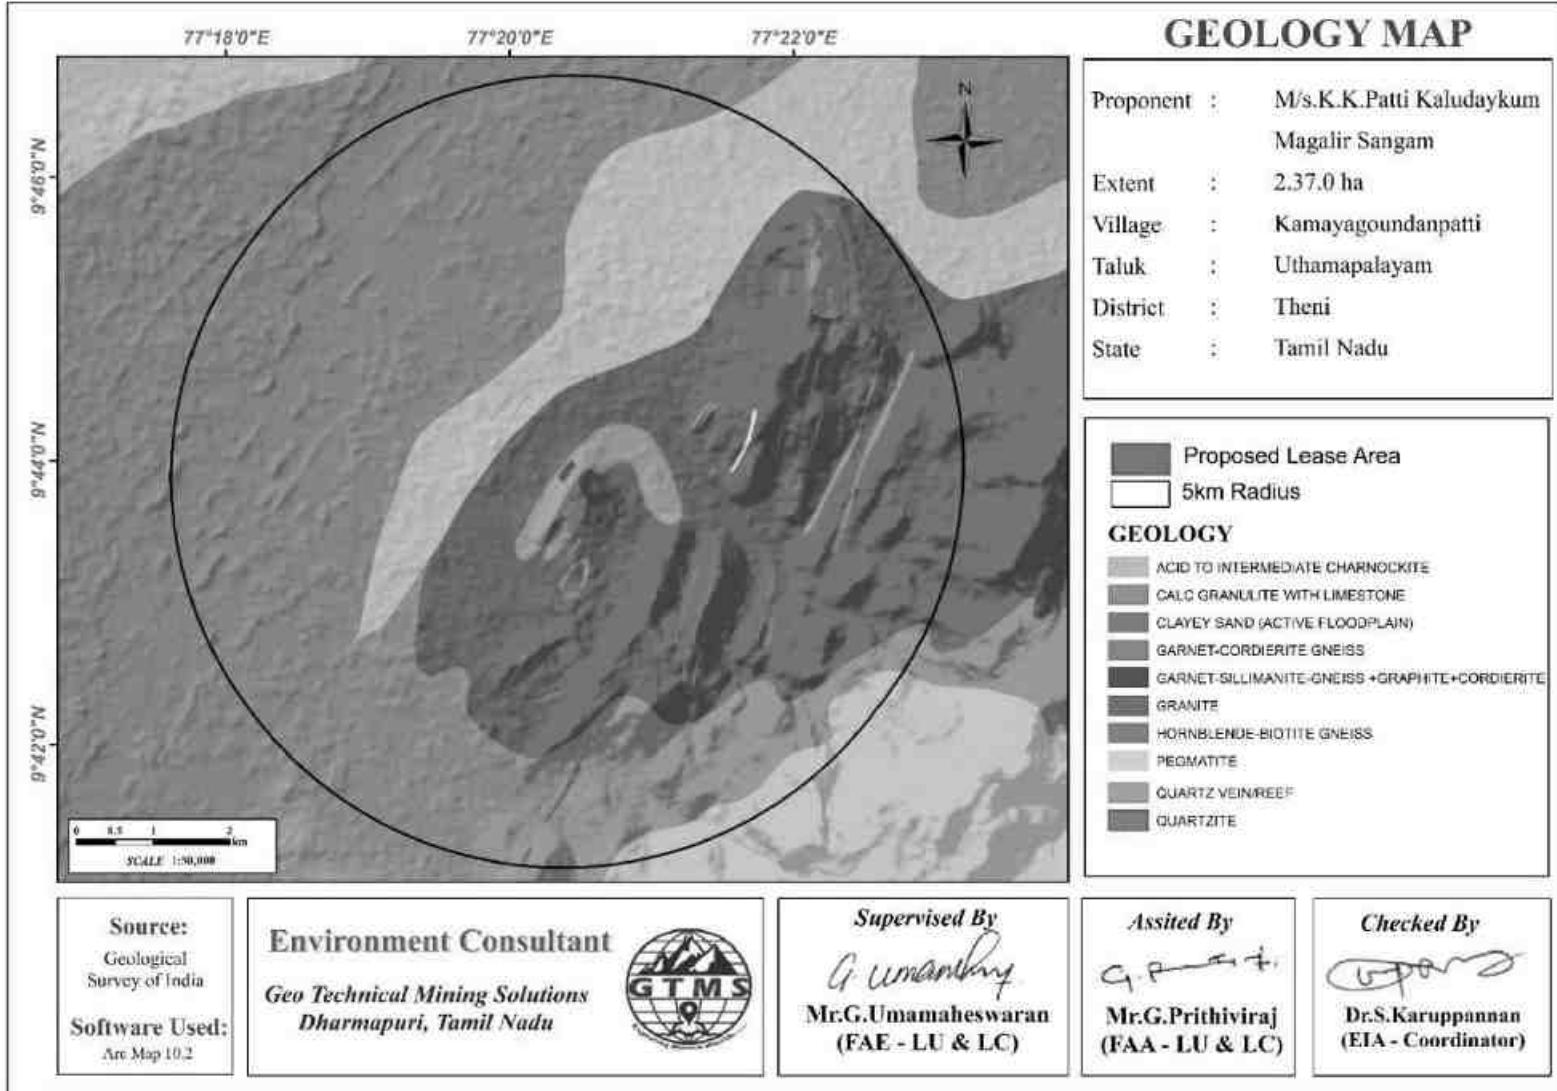 GEOLOGY MAP
77°18'0"E
77°20'0"E
77°22'0"E
9°46'0"N
9°44'0"N
9°42'0"N
N
0 0.5 1 2
km
SCALE 1:50,000
Proponent : M/s.K.K.Patti Kaludaykum
Magalir Sangam
Extent : 2.37.0 ha
Village : Kamayagoundanpatti
Taluk : Uthamapalayam
District : Theni
State : Tamil Nadu
Proposed Lease Area
5km Radius
GEOLOGY
ACID TO INTERMEDIATE CHARNOCKITE
CALC GRANULITE WITH LIMESTONE
CLAYEY SAND (ACTIVE FLOODPLAIN)
GARNET-CORDIERITE GNEISS
GARNET-SILLIMANITE-GNEISS +GRAPHITE+CORDIERITE
GRANITE
HORNBLENDE-BIOTITE GNEISS
PEGMATITE
QUARTZ VEIN/REEF
QUARTZITE
Source:
Geological
Survey of India
Software Used:
Arc Map 10.2
Environment Consultant
Geo Technical Mining Solutions
Dharmapuri, Tamil Nadu
GTMS
Supervised By
Mr.G.Umamaheswaran
(FAE - LU & LC)
Assited By
Mr.G.Prithiviraj
(FAA - LU & LC)
Checked By
Dr.S.Karuppannan
(EIA - Coordinator)